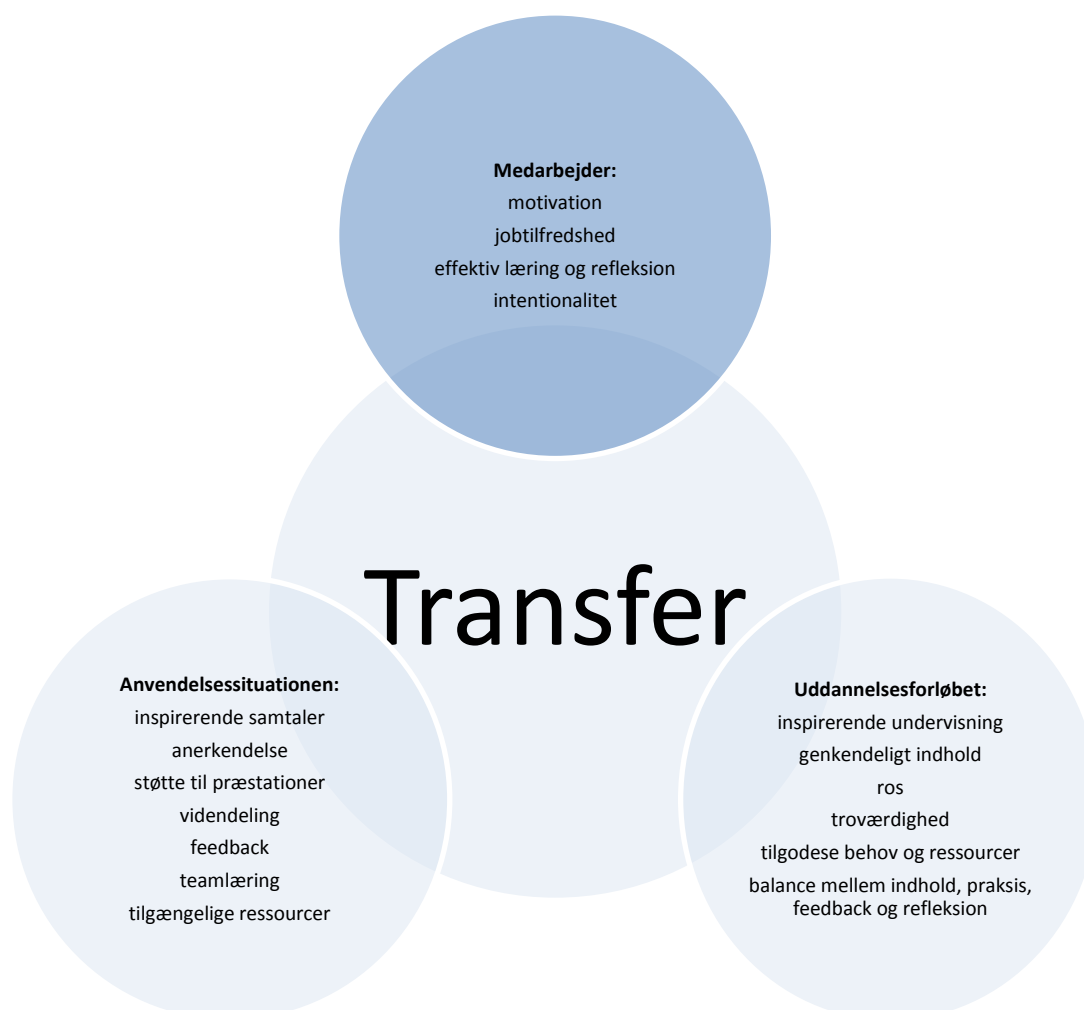 Medarbejder:
motivation
jobtilfredshed
effektiv læring og refleksion
intentionalitet
Transfer
Anvendelsessituationen:
inspirerende samtaler
anerkendelse
støtte til præstationer
videndeling
feedback
teamlæring
tilgængelige ressourcer
Uddannelsesforløbet:
inspirerende undervisning
genkendeligt indhold
ros
troværdighed
tilgodese behov og ressourcer
balance mellem indhold, praksis,
feedback og refleksion